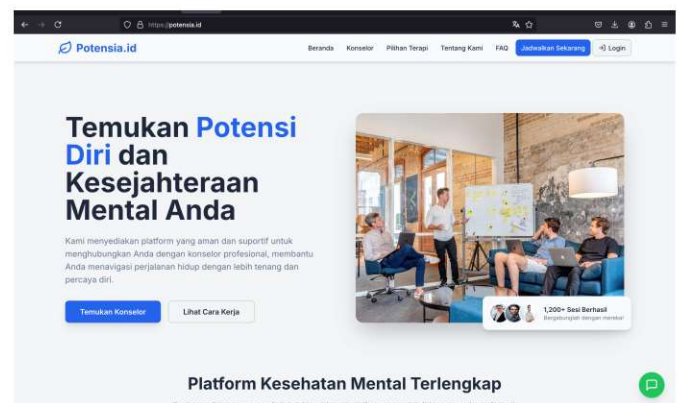 https://potensia.id
Potensia.id
Beranda Konselor Pilihan Terapi Tentang Kami FAQ Jadwalkan Sekarang Login
Temukan Potensi
Diri dan
Kesejahteraan
Mental Anda
Kami menyediakan platform yang aman dan suportif untuk
menghubungkan Anda dengan konselor profesional, membantu
Anda menavigasi perjalanan hidup dengan lebih tenang dan
percaya diri.
Temukan Konselor Lihat Cara Kerja
1,200+ Sesi Berhasil
Bergabunglah dengan mereka!
Platform Kesehatan Mental Terlengkap